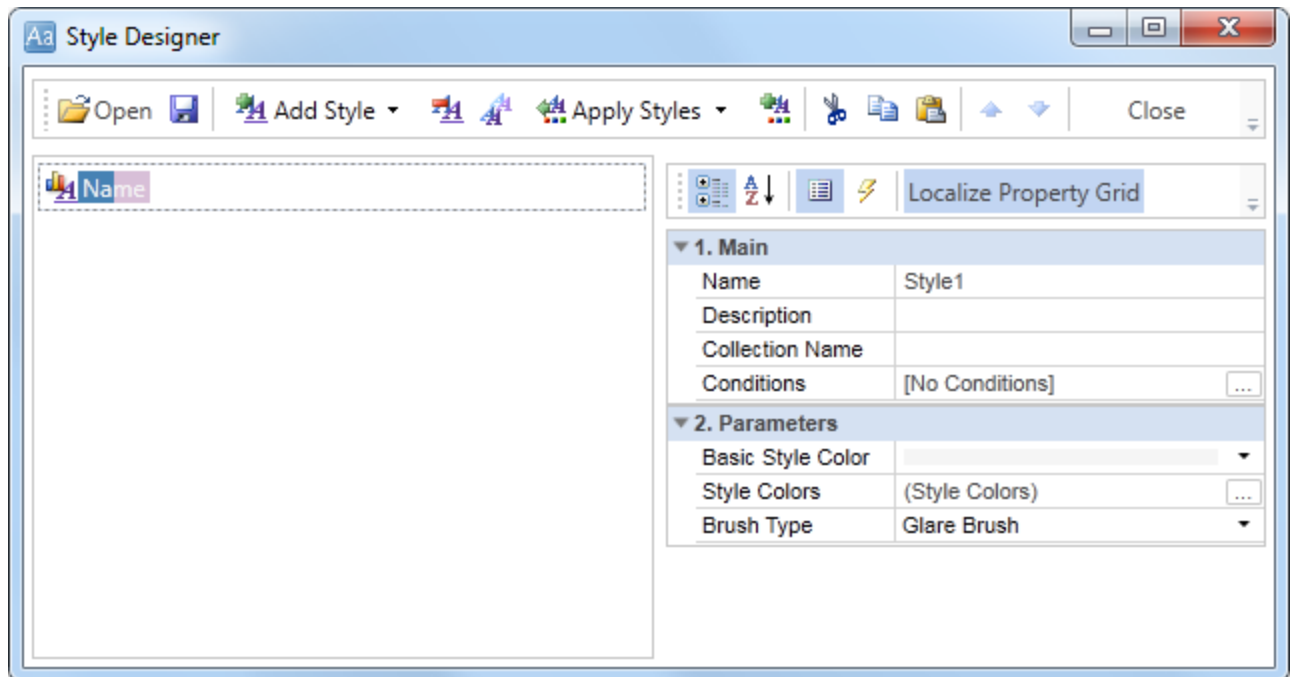 Aa Style Designer
Open Add Style Apply Styles Close
Name
Localize Property Grid
1. Main
Name Style1
Description
Collection Name
Conditions [No Conditions] ...
2. Parameters
Basic Style Color
Style Colors (Style Colors) ...
Brush Type Glare Brush